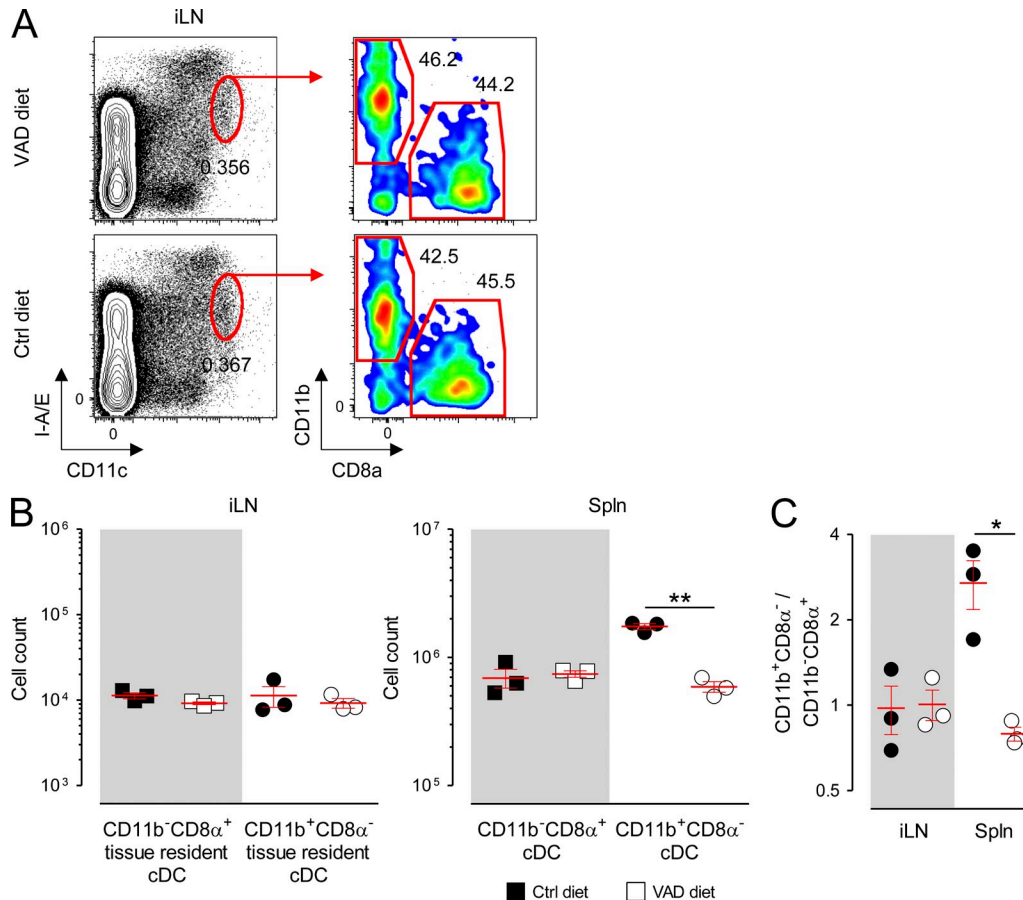 A
iLN
VAD diet
0.356
46.2
44.2
Ctrl diet
0.367
42.5
45.5
I-A/E
0
0
CD11c
CD11b
0
0
CD8a
B
iLN
Cell count
10⁶
10⁵
10⁴
10³
CD11b⁻CD8α⁺
tissue resident
cDC
CD11b⁺CD8α⁻
tissue resident
cDC
Spln
Cell count
10⁷
10⁶
10⁵
**
CD11b⁻CD8α⁺
cDC
CD11b⁺CD8α⁻
cDC
Ctrl diet
VAD diet
C
CD11b⁺CD8α⁻ /
CD11b⁻CD8α⁺
4
2
1
0.5
*
iLN
Spln